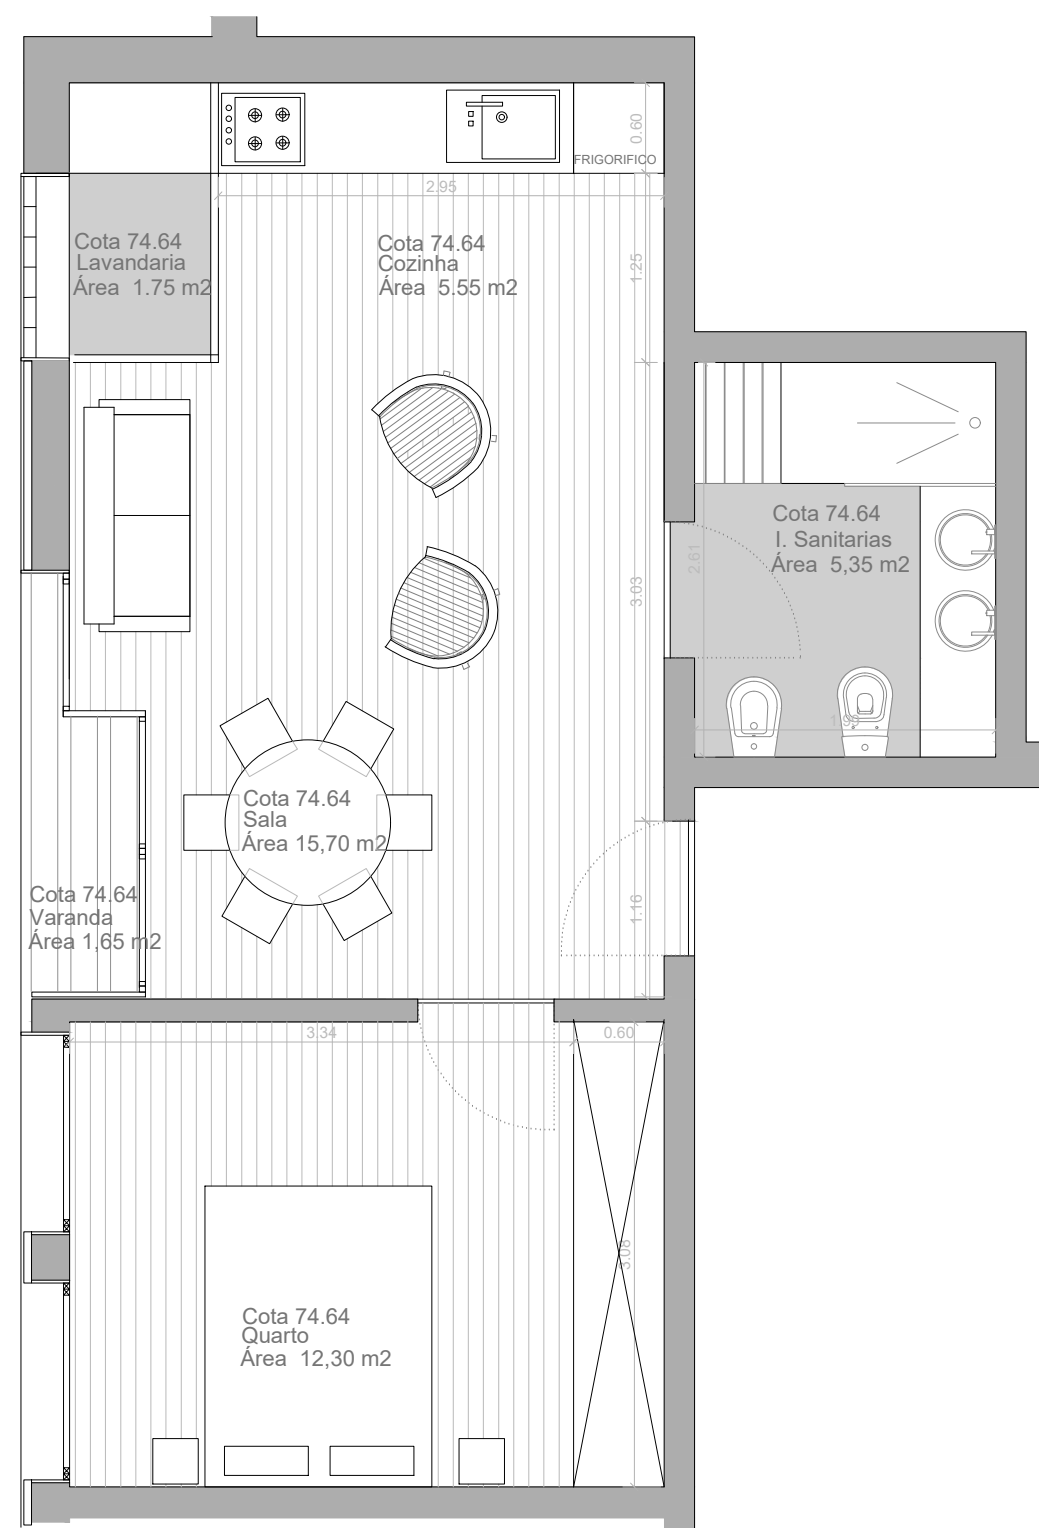 0.60
FRIGORIFICO
2.95
Cota 74.64
Lavandaria
Área 1.75 m2
Cota 74.64
Cozinha
Área 5.55 m2
1.25
Cota 74.64
I. Sanitarias
Área 5,35 m2
2.61
3.03
1.99
Cota 74.64
Sala
Área 15,70 m2
Cota 74.64
Varanda
Área 1,65 m2
1.16
3.34
0.60
3.08
Cota 74.64
Quarto
Área 12,30 m2